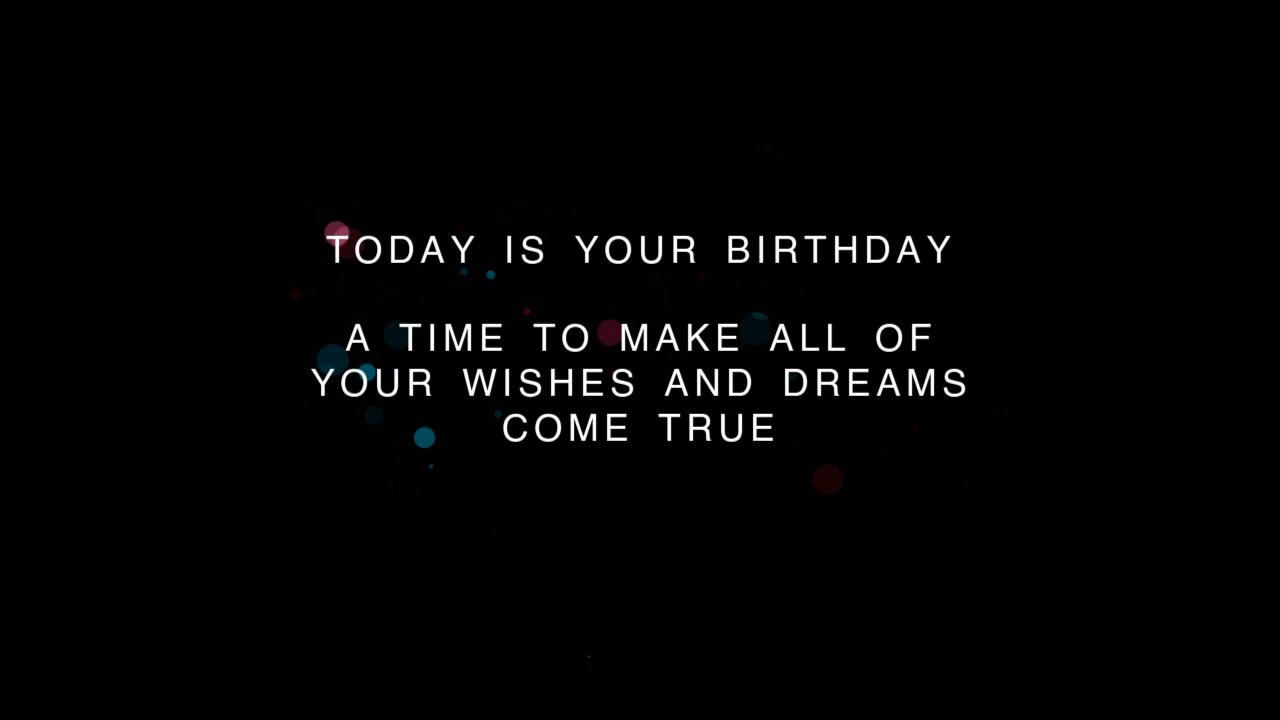 TODAY IS YOUR BIRTHDAY
A TIME TO MAKE ALL OF
YOUR WISHES AND DREAMS
COME TRUE